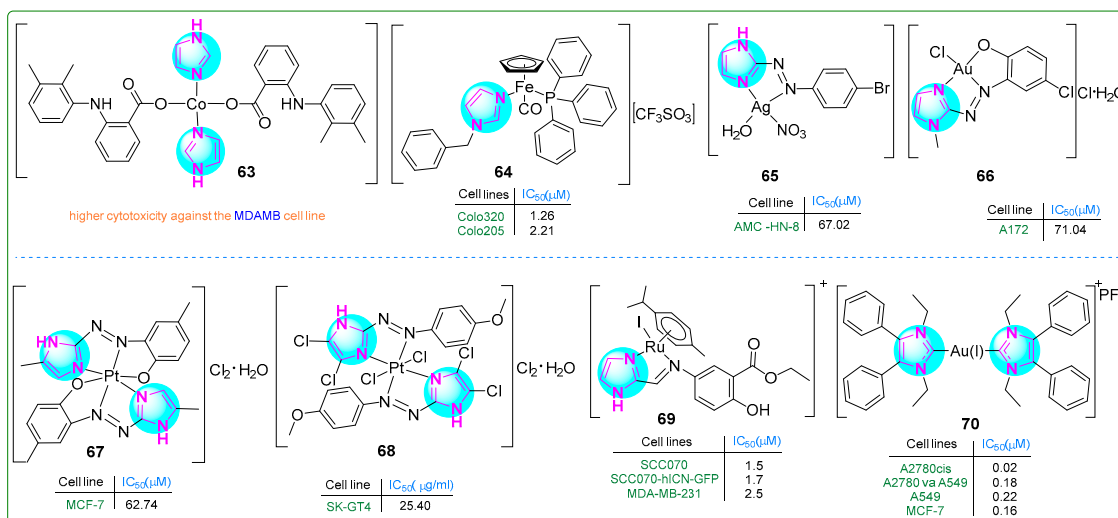 H
N
N
NH
O
O
Co
O
O
HN
N
N
H
63
higher cytotoxicity against the MDAMB cell line
Fe
CO
P
N
N
[CF₃SO₃]
64
Cell lines IC₅₀(μM)
Colo320 1.26
Colo205 2.21
H
N
N
N
N
Br
Ag
H₂O
NO₃
65
Cell line IC₅₀(μM)
AMC -HN-8 67.02
Cl
O
Au
N
N
N
N
Cl
Cl·H₂O
66
Cell line IC₅₀(μM)
A172 71.04
HN
N
N
N
Pt
O
O
N
N
N
N
H
Cl₂·H₂O
67
Cell line IC₅₀(μM)
MCF-7 62.74
H
N
N
N
N
O
Cl
Cl
Cl
Pt
Cl
Cl
Cl
N
N
H
N
N
O
Cl₂·H₂O
68
Cell line IC₅₀( μg/ml)
SK-GT4 25.40
+
I
Ru
N
N
N
H
O
O
OH
69
Cell lines IC₅₀(μM)
SCC070 1.5
SCC070-hICN-GFP 1.7
MDA-MB-231 2.5
+
PF
N
N
Au(I)
N
N
70
Cell lines IC₅₀(μM)
A2780cis 0.02
A2780 va A549 0.18
A549 0.22
MCF-7 0.16